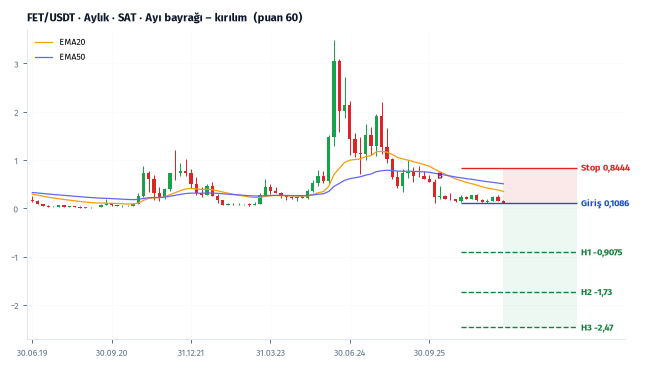 FET/USDT · Aylık · SAT · Ayı bayrağı – kırılım  (puan 60)
EMA20
EMA50
3
2
1
0
−1
−2
Stop 0,8444
Giriş 0,1086
H1 -0,9075
H2 -1,73
H3 -2,47
B
30.06.19
30.09.20
31.12.21
31.03.23
30.06.24
30.09.25